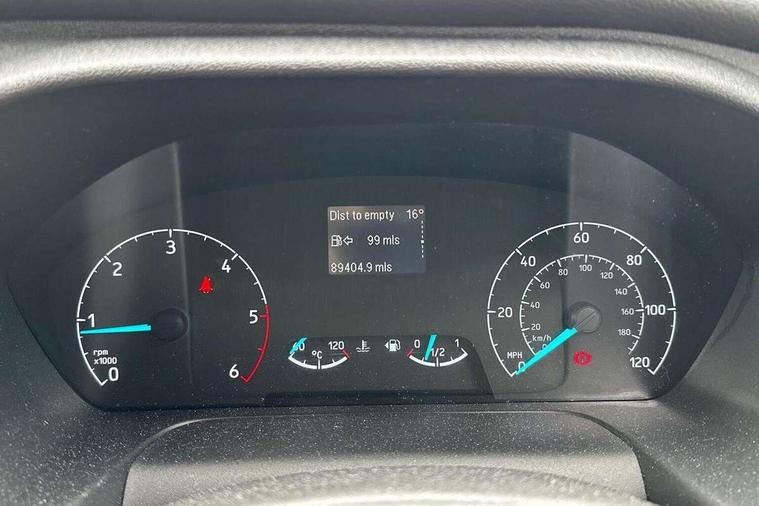 Dist to empty 16°
99 mls
89404.9 mls
0 1 2 3 4 5 6
rpm
x1000
60 120
°C
0 1/2 1
0 20 40 60 80 100 120
MPH
0 20 40 60 80 100 120 140 160 180
km/h